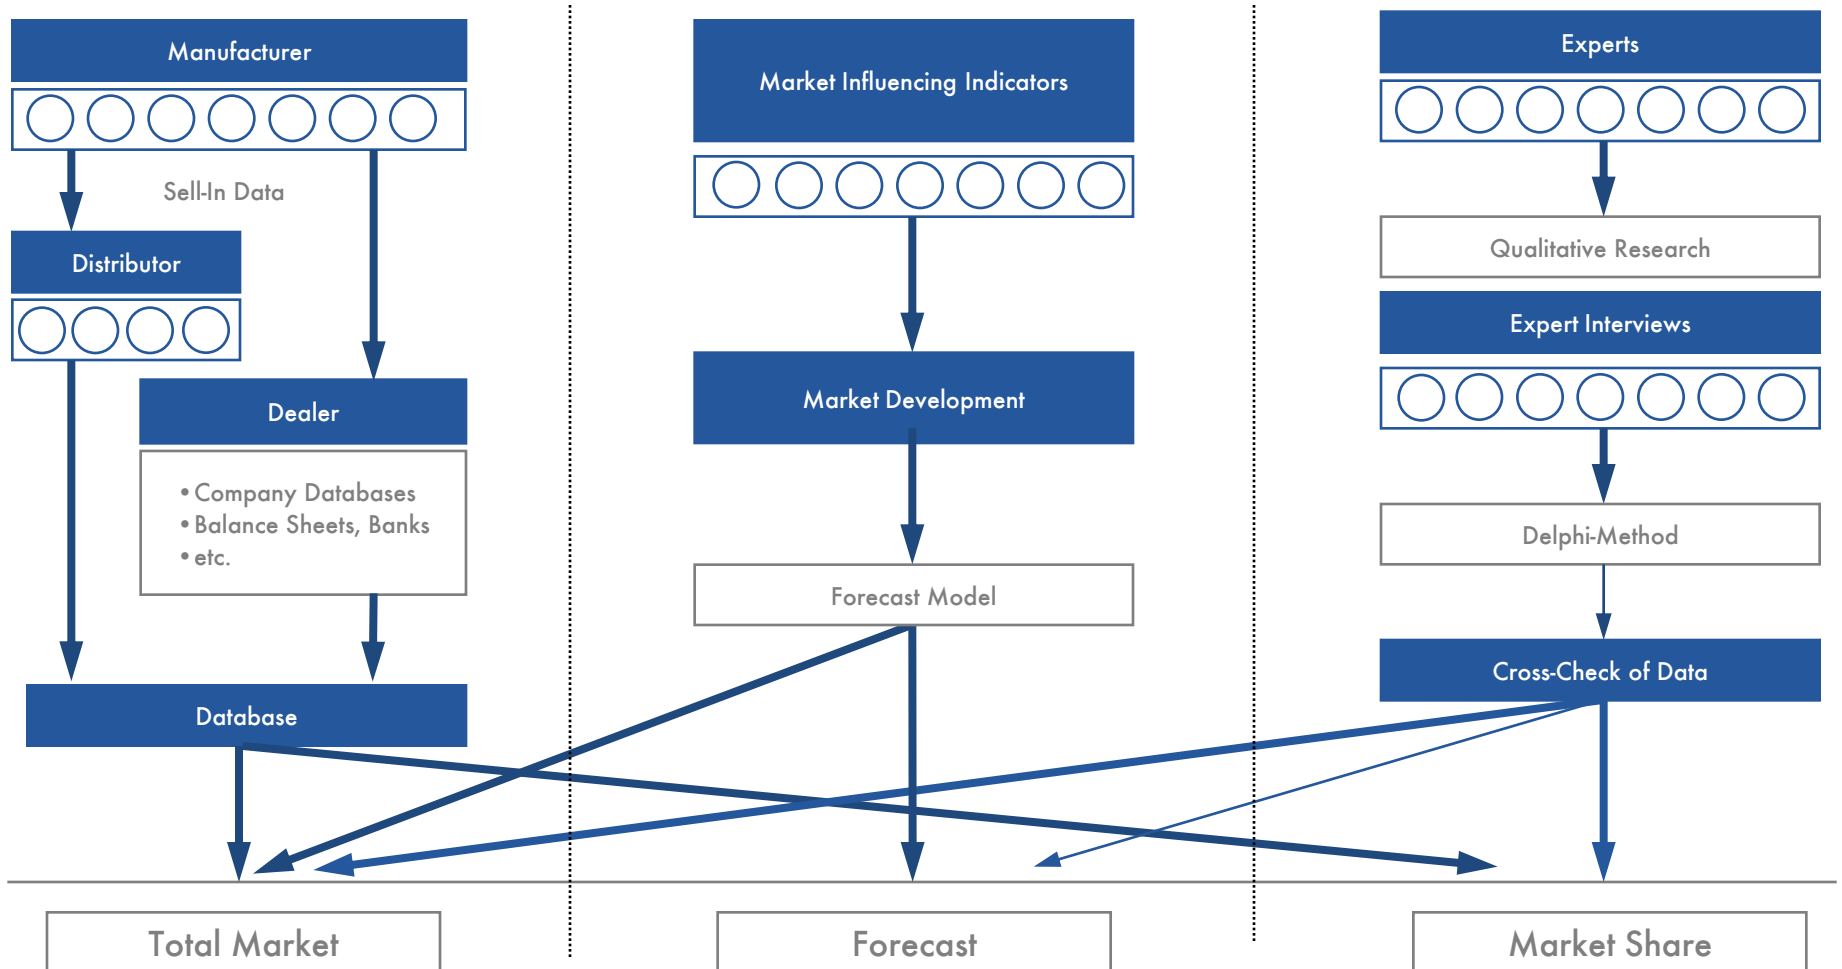 Manufacturer
Sell-In Data
Distributor
Dealer
•Company Databases
•Balance Sheets, Banks
•etc.
Database
Total Market
Market Influencing Indicators
Market Development
Forecast Model
Forecast
Experts
Qualitative Research
Expert Interviews
Delphi-Method
Cross-Check of Data
Market Share